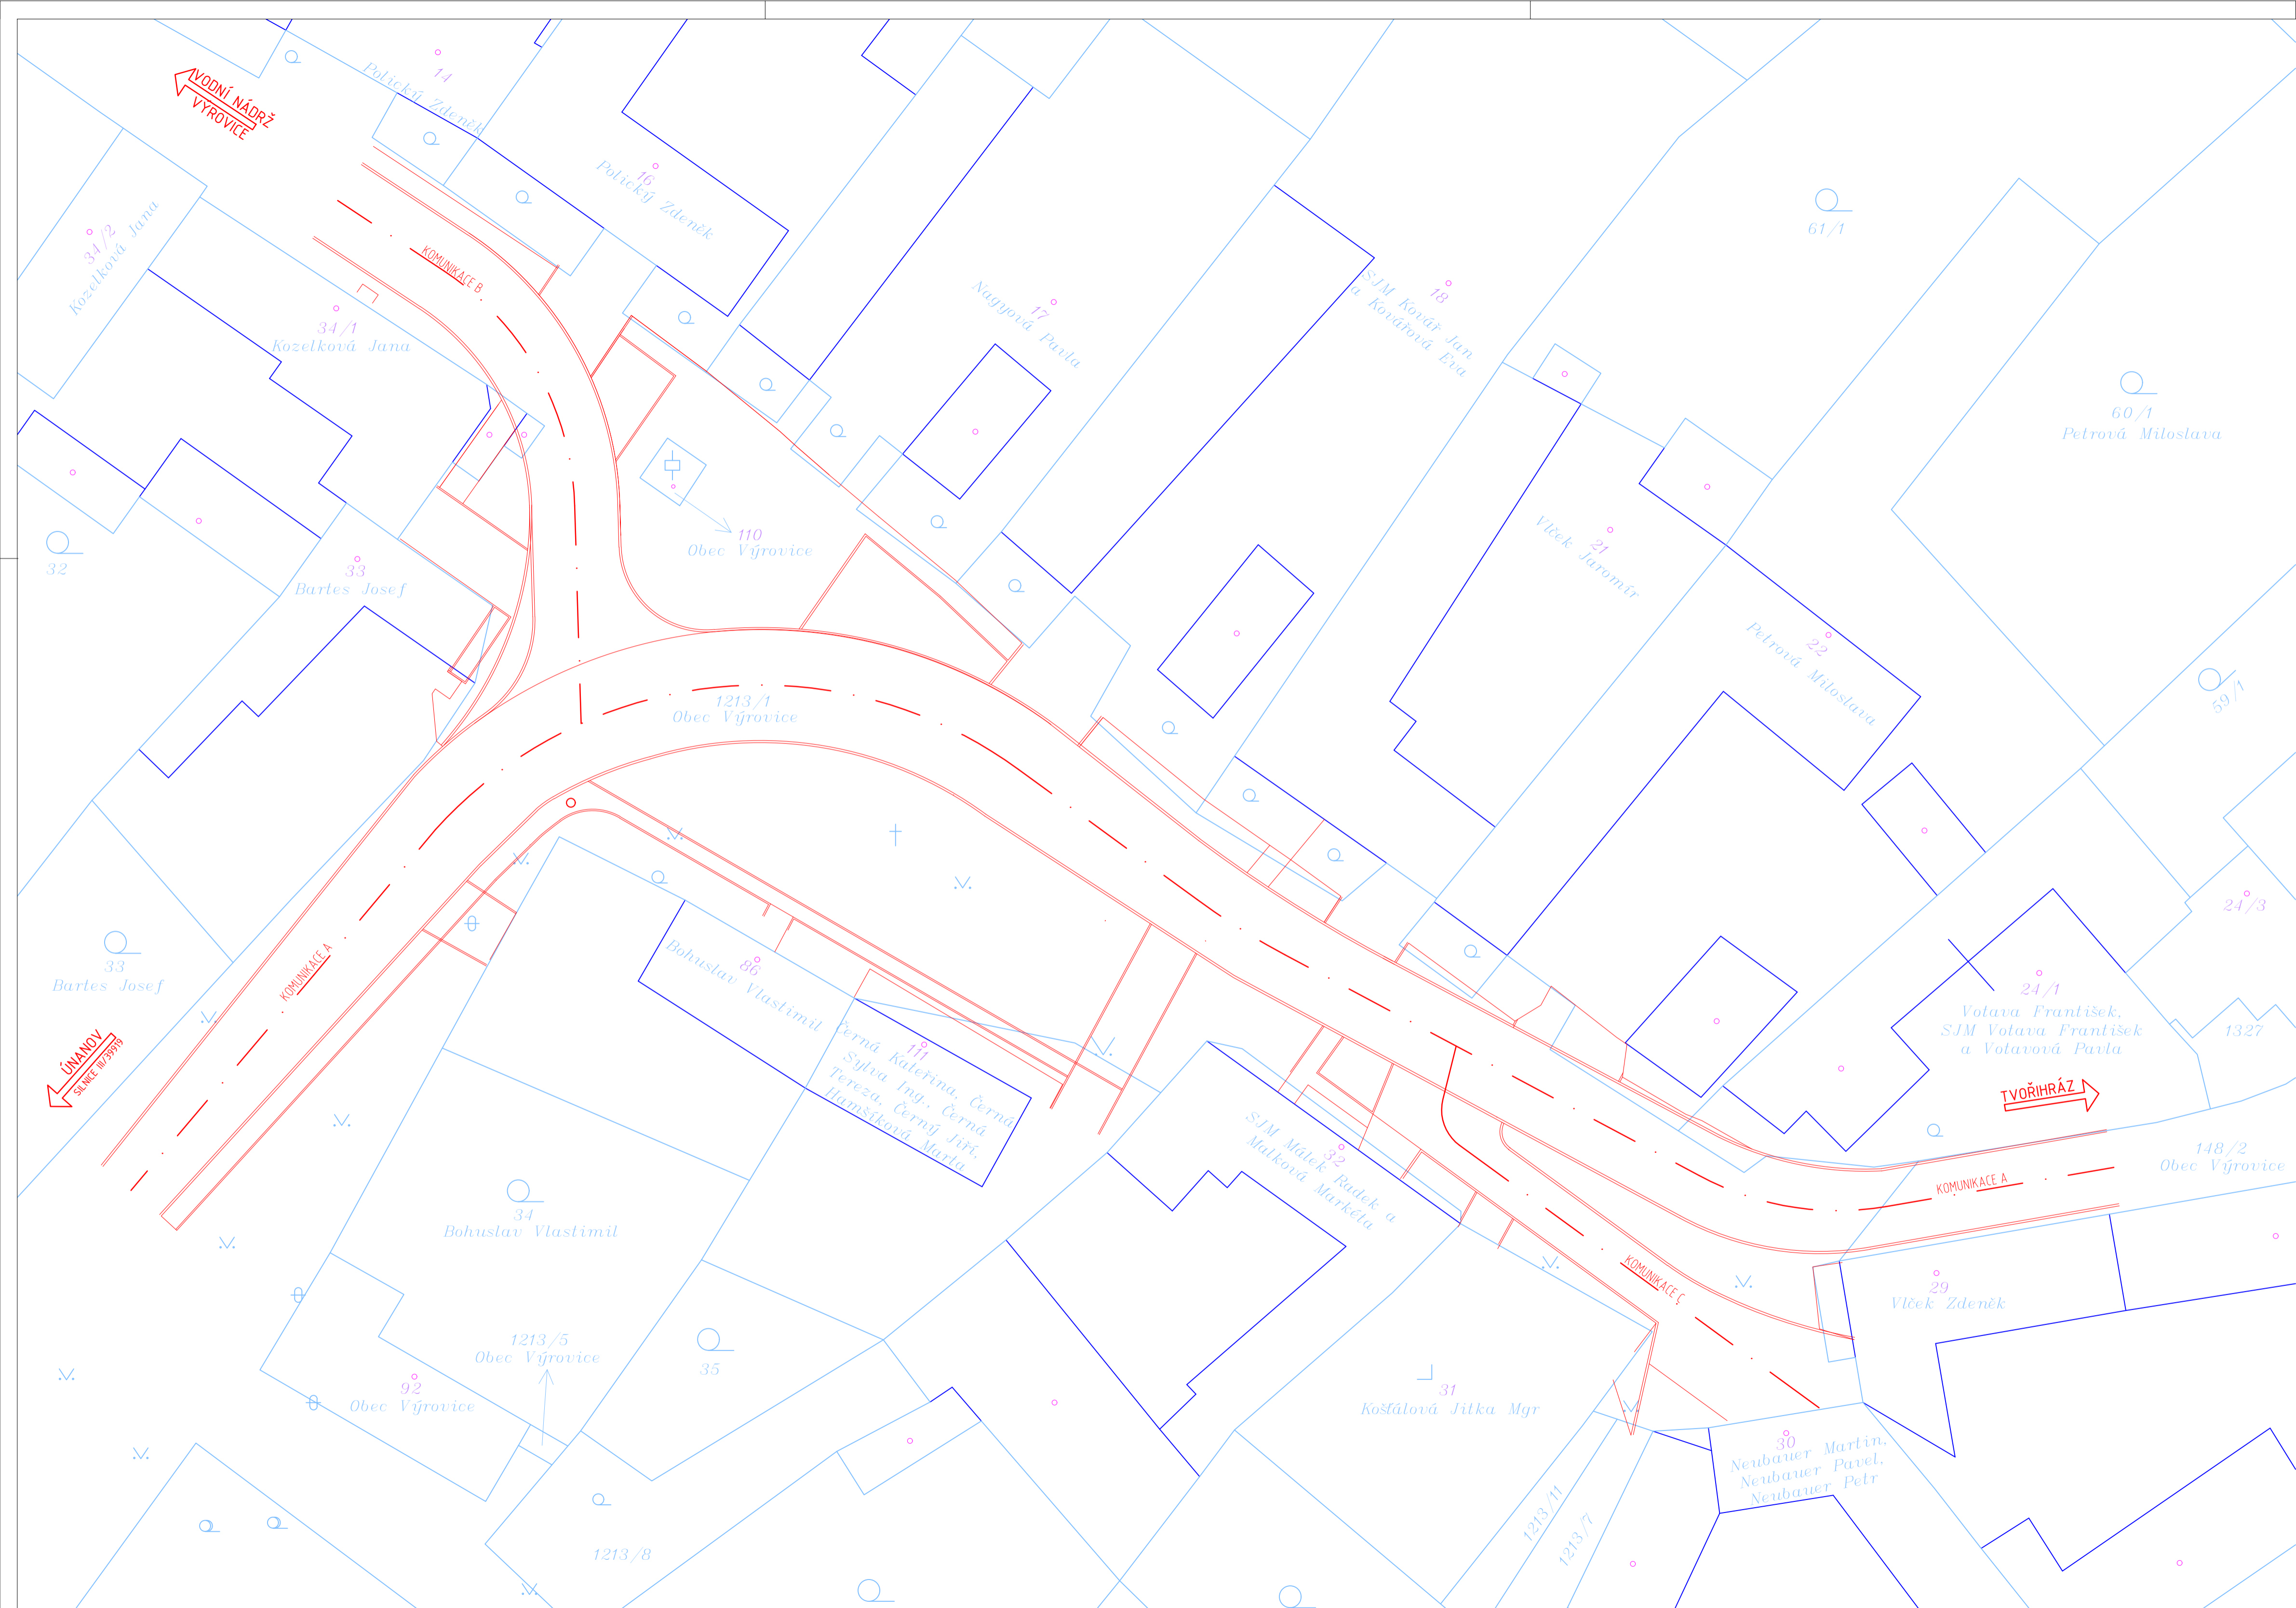 VODNÍ NÁDRŽ
VÝROVICE
14
Polický Zdeněk
16
Polický Zdeněk
34/2
Kozelková Jana
KOMUNIKACE B
34/1
Kozelková Jana
17
Nagyová Pavla
18
SJM Kovář Jan
a Kovářová Eva
61/1
60/1
Petrová Miloslava
110
Obec Výrovice
32
33
Bartes Josef
21
Vlček Jaromír
22
Petrová Miloslava
59/1
1213/1
Obec Výrovice
24/3
33
Bartes Josef
KOMUNIKACE A
86
Bohuslav Vlastimil
24/1
Votava František,
SJM Votava František
a Votavová Pavla
1327
ÚNANOV
SILNICE III/39919
111
Černá Kateřina, Černá
Sylva Ing., Černá
Tereza, Černý Jiří,
Hamšíková Marta
TVOŘIHRÁZ
32
SJM Málek Radek a
Malková Markéta
148/2
Obec Výrovice
KOMUNIKACE A
34
Bohuslav Vlastimil
KOMUNIKACE C
29
Vlček Zdeněk
1213/5
Obec Výrovice
35
92
Obec Výrovice
31
Košťálová Jitka Mgr
30
Neubauer Martin,
Neubauer Pavel,
Neubauer Petr
1213/11
1213/7
1213/8